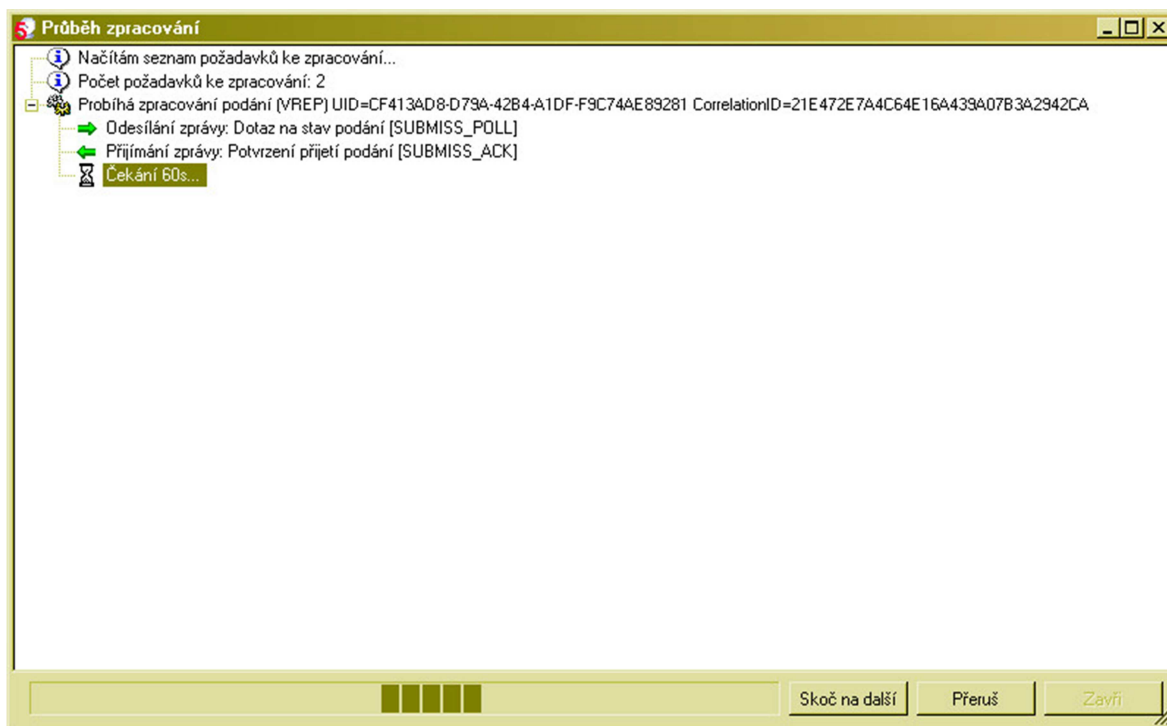 Průběh zpracování
Načítám seznam požadavků ke zpracování...
Počet požadavků ke zpracování: 2
Probíhá zpracování podání (VREP) UID=CF413AD8-D79A-42B4-A1DF-F9C74AE89281 CorrelationID=21E472E7A4C64E16A439A07B3A2942CA
Odesílání zprávy: Dotaz na stav podání [SUBMISS_POLL]
Přijímání zprávy: Potvrzení přijetí podání [SUBMISS_ACK]
Čekání 60s...
Skoč na další Přeruš Zavři